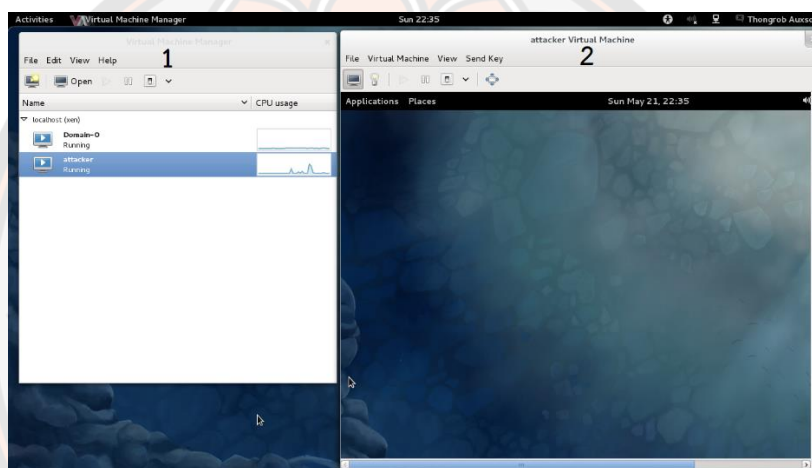 Activities Virtual Machine Manager Sun 22:35 Thongrob Auxso
Virtual Machine Manager
1
File Edit View Help
Open
Name CPU usage
localhost (xen)
Domain-0
Running
attacker
Running
attacker Virtual Machine
2
File Virtual Machine View Send Key
Applications Places Sun May 21, 22:35